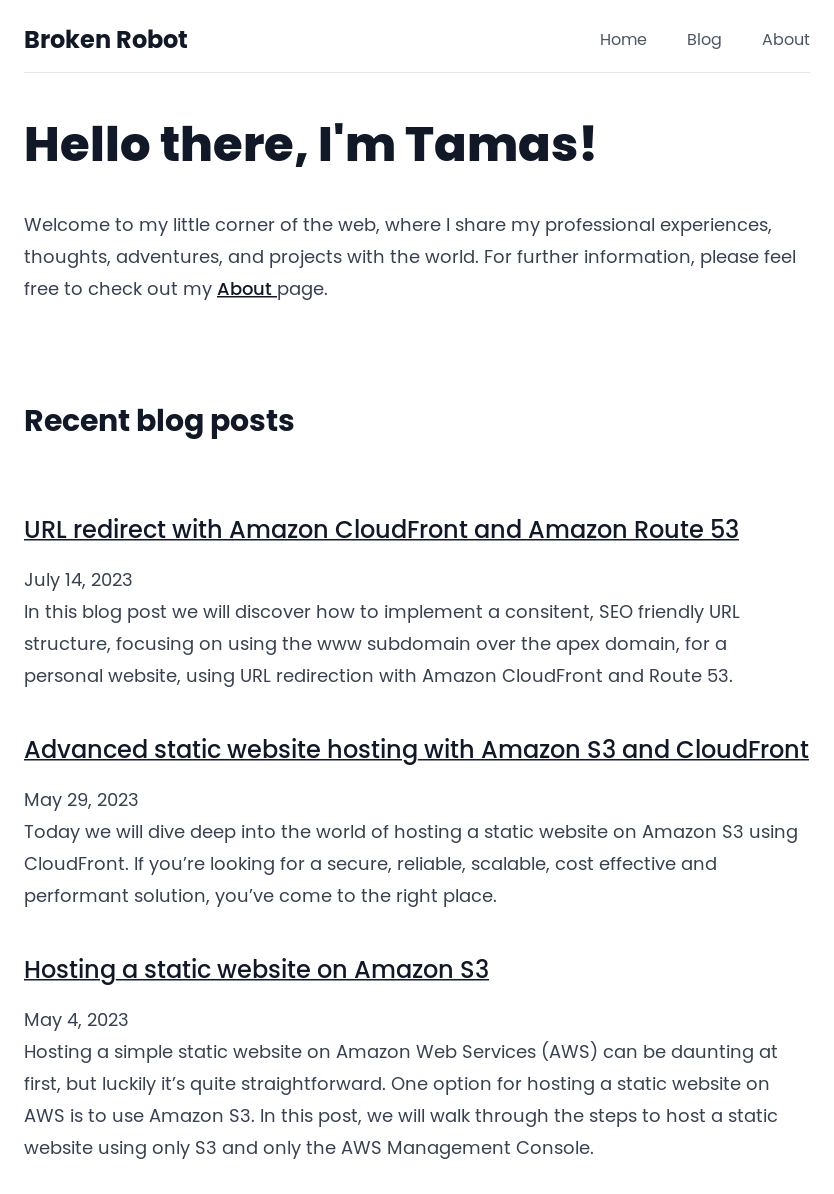 Broken Robot
Home
Blog
About
Hello there, I'm Tamas!
Welcome to my little corner of the web, where I share my professional experiences,
thoughts, adventures, and projects with the world. For further information, please feel
free to check out my About page.
Recent blog posts
URL redirect with Amazon CloudFront and Amazon Route 53
July 14, 2023
In this blog post we will discover how to implement a consitent, SEO friendly URL
structure, focusing on using the www subdomain over the apex domain, for a
personal website, using URL redirection with Amazon CloudFront and Route 53.
Advanced static website hosting with Amazon S3 and CloudFront
May 29, 2023
Today we will dive deep into the world of hosting a static website on Amazon S3 using
CloudFront. If you’re looking for a secure, reliable, scalable, cost effective and
performant solution, you’ve come to the right place.
Hosting a static website on Amazon S3
May 4, 2023
Hosting a simple static website on Amazon Web Services (AWS) can be daunting at
first, but luckily it’s quite straightforward. One option for hosting a static website on
AWS is to use Amazon S3. In this post, we will walk through the steps to host a static
website using only S3 and only the AWS Management Console.